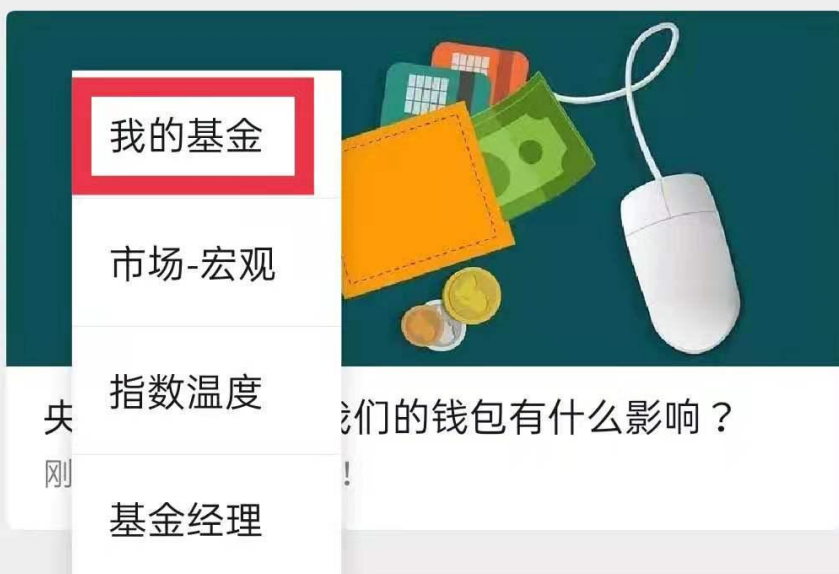 我的基金
市场-宏观
指数温度
央
我们的钱包有什么影响？
刚
！
基金经理